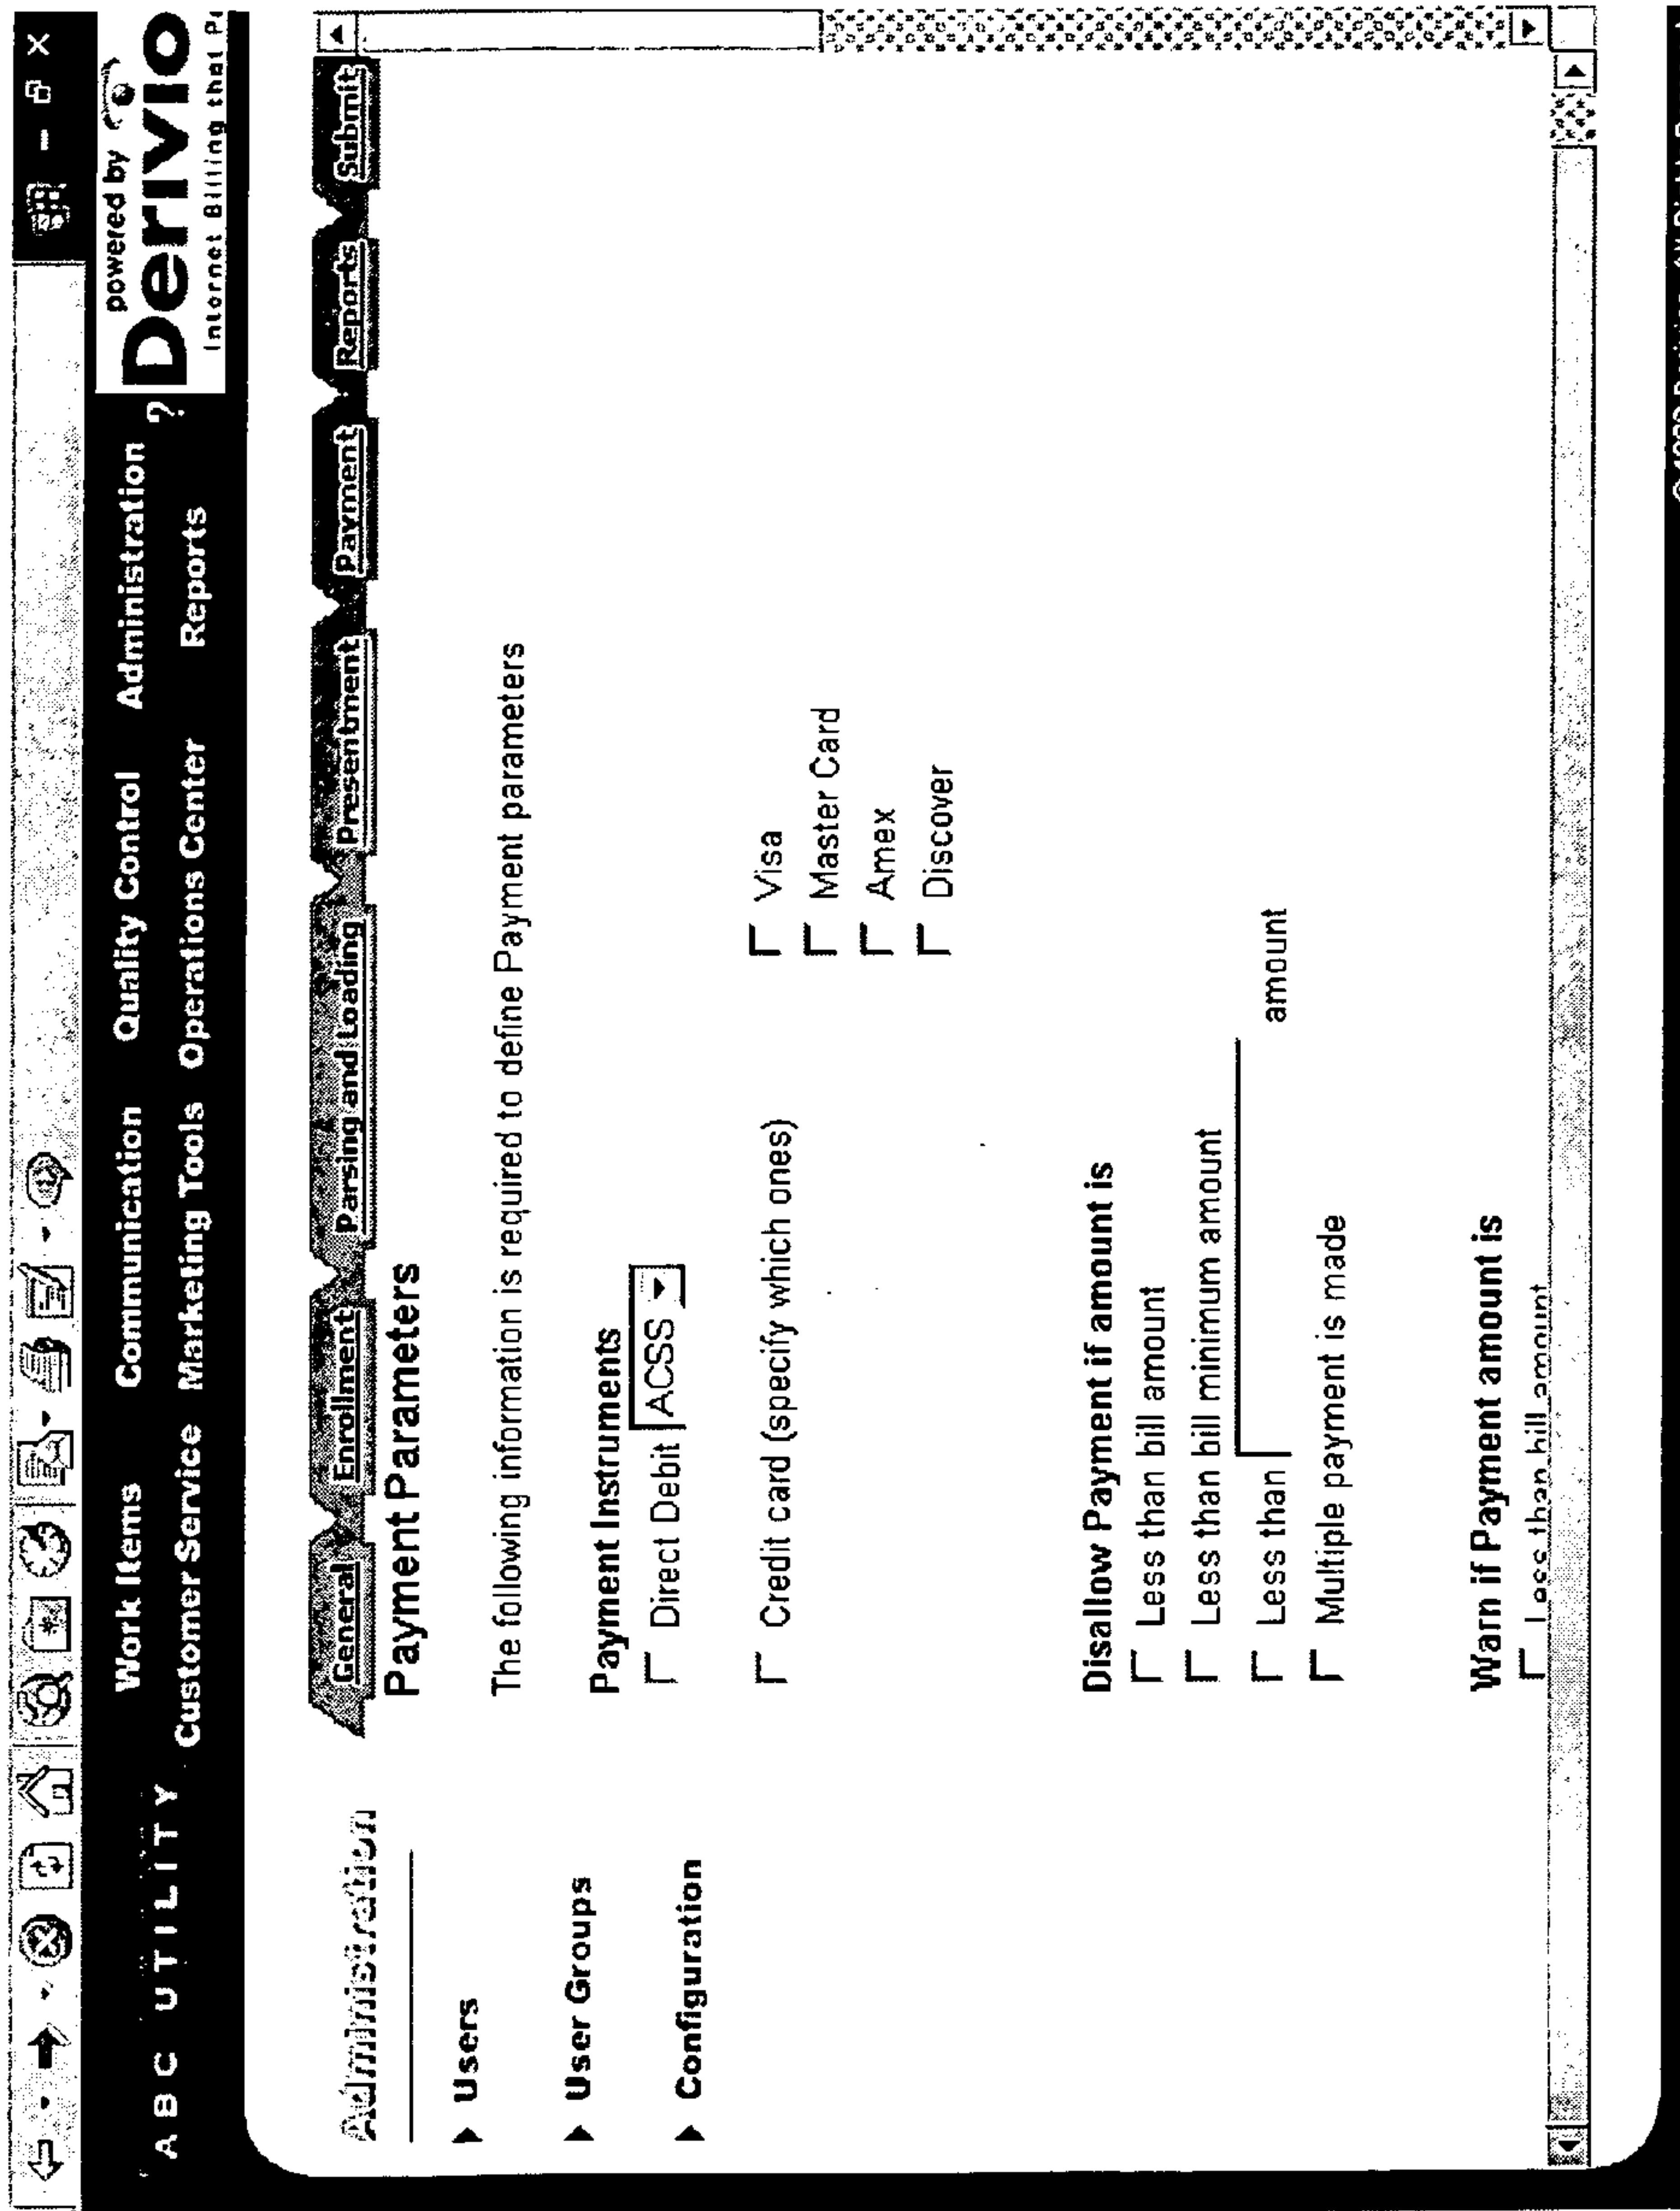 powered by
Derivio
Internet Billing that
ABC UTILITY
Work Items Communication Quality Control Administration ?
Customer Service Marketing Tools Operations Center Reports
Administration
Users
User Groups
Configuration
General Enrollment Parsing and Loading Presentment Payment Reports Submit
Payment Parameters
The following information is required to define Payment parameters
Payment Instruments
Direct Debit ACSS
Credit card (specify which ones)
Visa
Master Card
Amex
Discover
Disallow Payment if amount is
Less than bill amount
Less than bill minimum amount
Less than amount
Multiple payment is made
Warn if Payment amount is
Less than bill amount